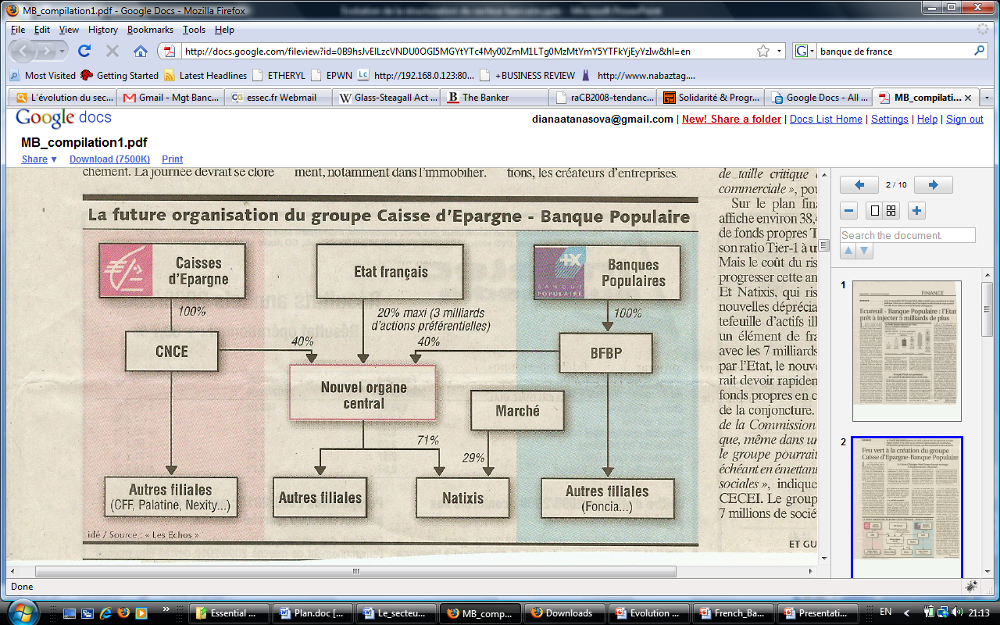 MB_compilation1.pdf - Google Docs - Mozilla Firefox
File Edit View History Bookmarks Tools Help
http://docs.google.com/fileview?id=0B9hsJvEILzcVNDU0OGI5MGYtYTc4My00ZmM1LTg0MzMtYmY5YTFkYjEyYzIw&hl=en
banque de france
Most Visited Getting Started Latest Headlines ETHERYL EPWN http://192.168.0.123:80... +BUSINESS REVIEW http://www.nabaztag....
L'évolution du sec... Gmail - Mgt Banc... essec.fr Webmail Glass-Steagall Act ... The Banker raCB2008-tendanc... Solidarité & Progr... Google Docs - All ... MB_compilati...
Google docs
dianaatanasova@gmail.com | New! Share a folder | Docs List Home | Settings | Help | Sign out
MB_compilation1.pdf
Share Download (7500K) Print
chement. La journée devrait se clore
ment, notamment dans l'immobilier.
tions, les créateurs d'entreprises.
La future organisation du groupe Caisse d'Epargne - Banque Populaire
Caisses
d'Epargne
Etat français
BANQUE
POPULAIRE
Banques
Populaires
100%
20% maxi (3 milliards
d'actions préférentielles)
100%
CNCE
40%
40%
BFBP
Nouvel organe
central
Marché
71%
29%
Autres filiales
(CFF, Palatine, Nexity...)
Autres filiales
Natixis
Autres filiales
(Foncia...)
idé / Source : « Les Echos »
de taille critique
commerciale », pou
Sur le plan fina
affiche environ 38,4
de fonds propres T
son ratio Tier-1 à u
Mais le coût du ris
progresser cette an
Et Natixis, qui ris
nouvelles dépréci
tefeuille d'actifs ill
un élément de fra
avec les 7 milliards
par l'Etat, le nouve
rait devoir rapiden
fonds propres en c
de la conjoncture.
de la Commission
que, même dans un
le groupe pourrait
échéant en émettant
sociales », indique
CECEI. Le group
7 millions de socié
ET GU
2 / 10
Search the document
1
FINANCE
Ecureuil - Banque Populaire : l'Etat
prêt à injecter 5 milliards de plus
2
Feu vert à la création du groupe
Caisse d'Epargne-Banque Populaire
Done
Essential ... Plan.doc [... Le_secteu... MB_comp... Downloads Evolution ... French_Ba... Presentati...
EN
21:13